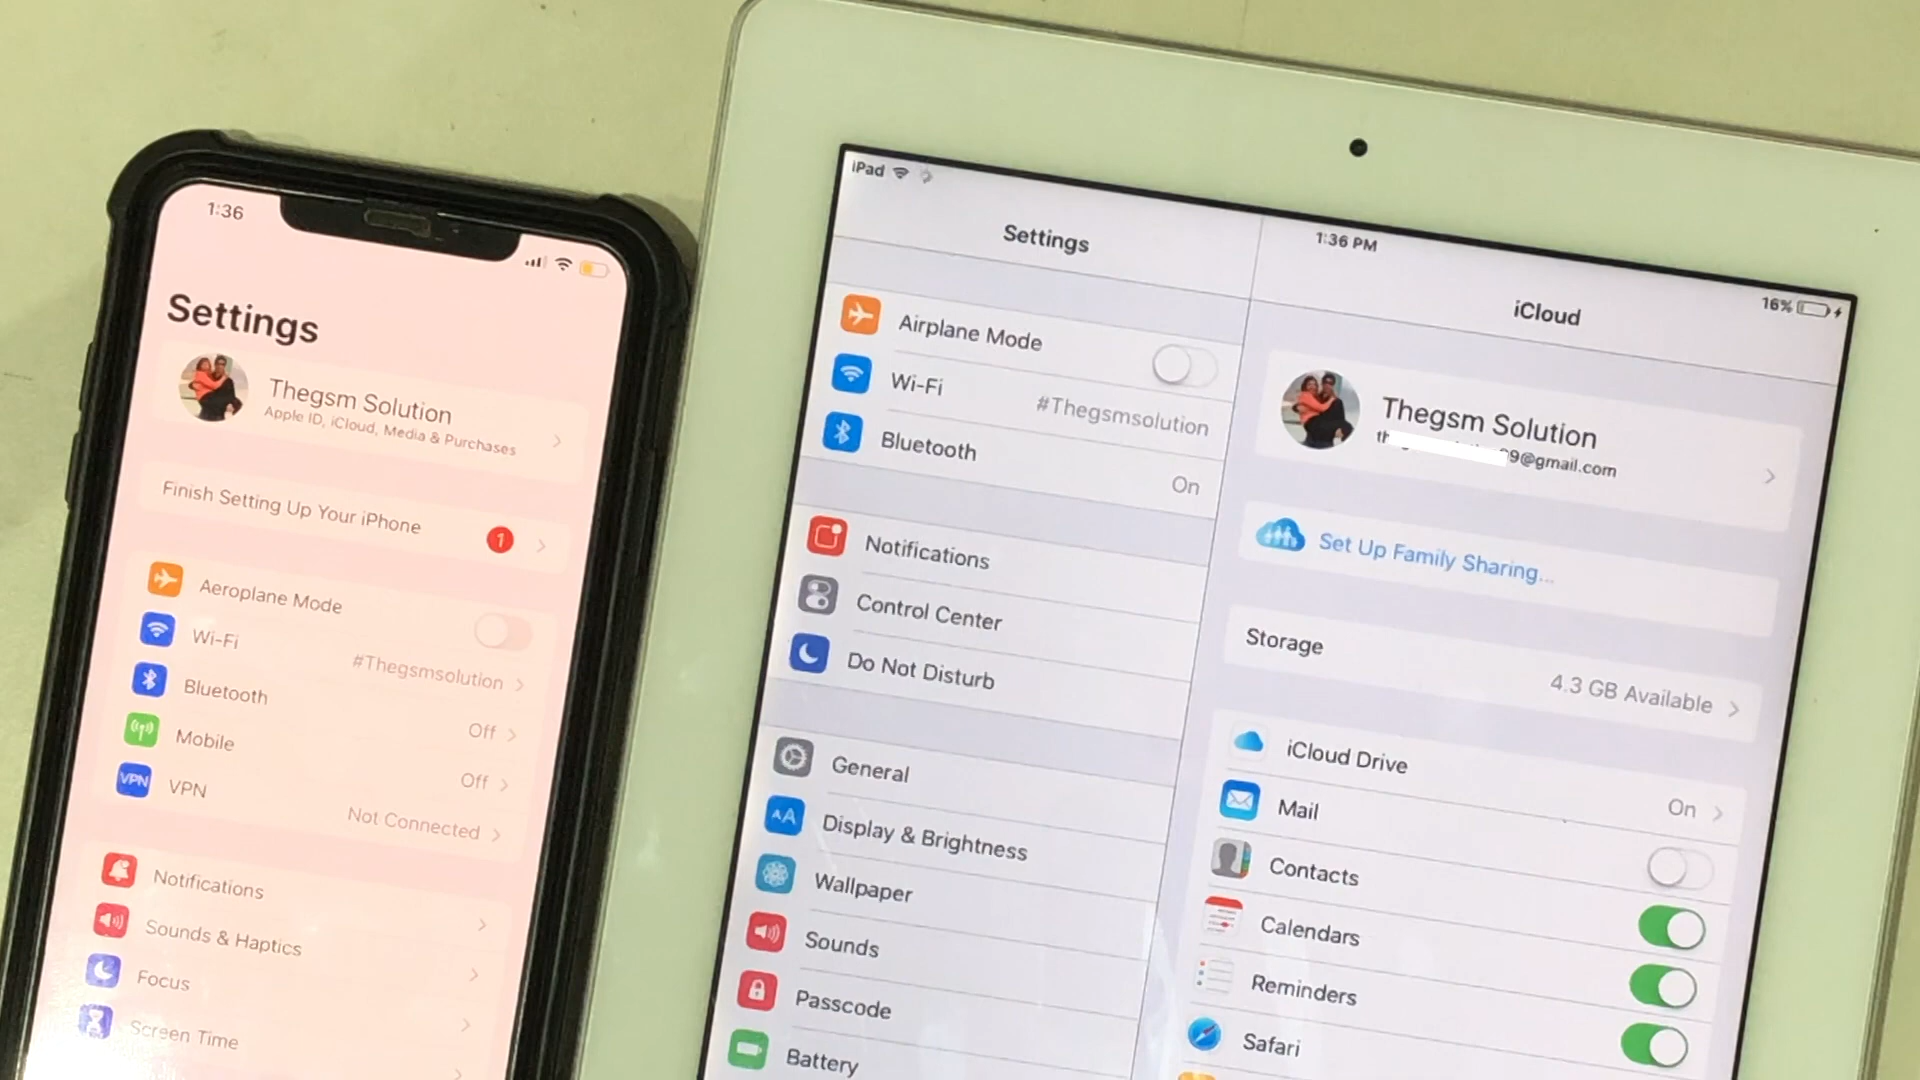 1:36
Settings
Thegsm Solution
Apple ID, iCloud, Media & Purchases
Finish Setting Up Your iPhone
1
Aeroplane Mode
Wi-Fi
#Thegsmsolution
Bluetooth
Off
Mobile
Off
VPN
VPN
Not Connected
Notifications
Sounds & Haptics
Focus
Screen Time
iPad
1:36 PM
16%
Settings
Airplane Mode
Wi-Fi
#Thegsmsolution
Bluetooth
On
Notifications
Control Center
Do Not Disturb
General
AA
Display & Brightness
Wallpaper
Sounds
Passcode
Battery
iCloud
Thegsm Solution
9@gmail.com
Set Up Family Sharing...
Storage
4.3 GB Available
iCloud Drive
On
Mail
Contacts
Calendars
Reminders
Safari